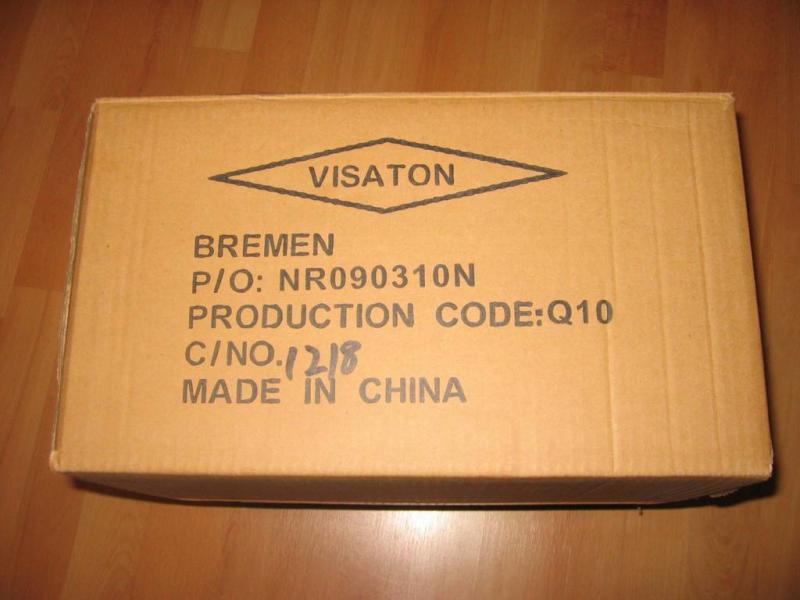 VISATON
BREMEN
P/O: NR090310N
PRODUCTION CODE:Q10
C/NO.1218
MADE IN CHINA